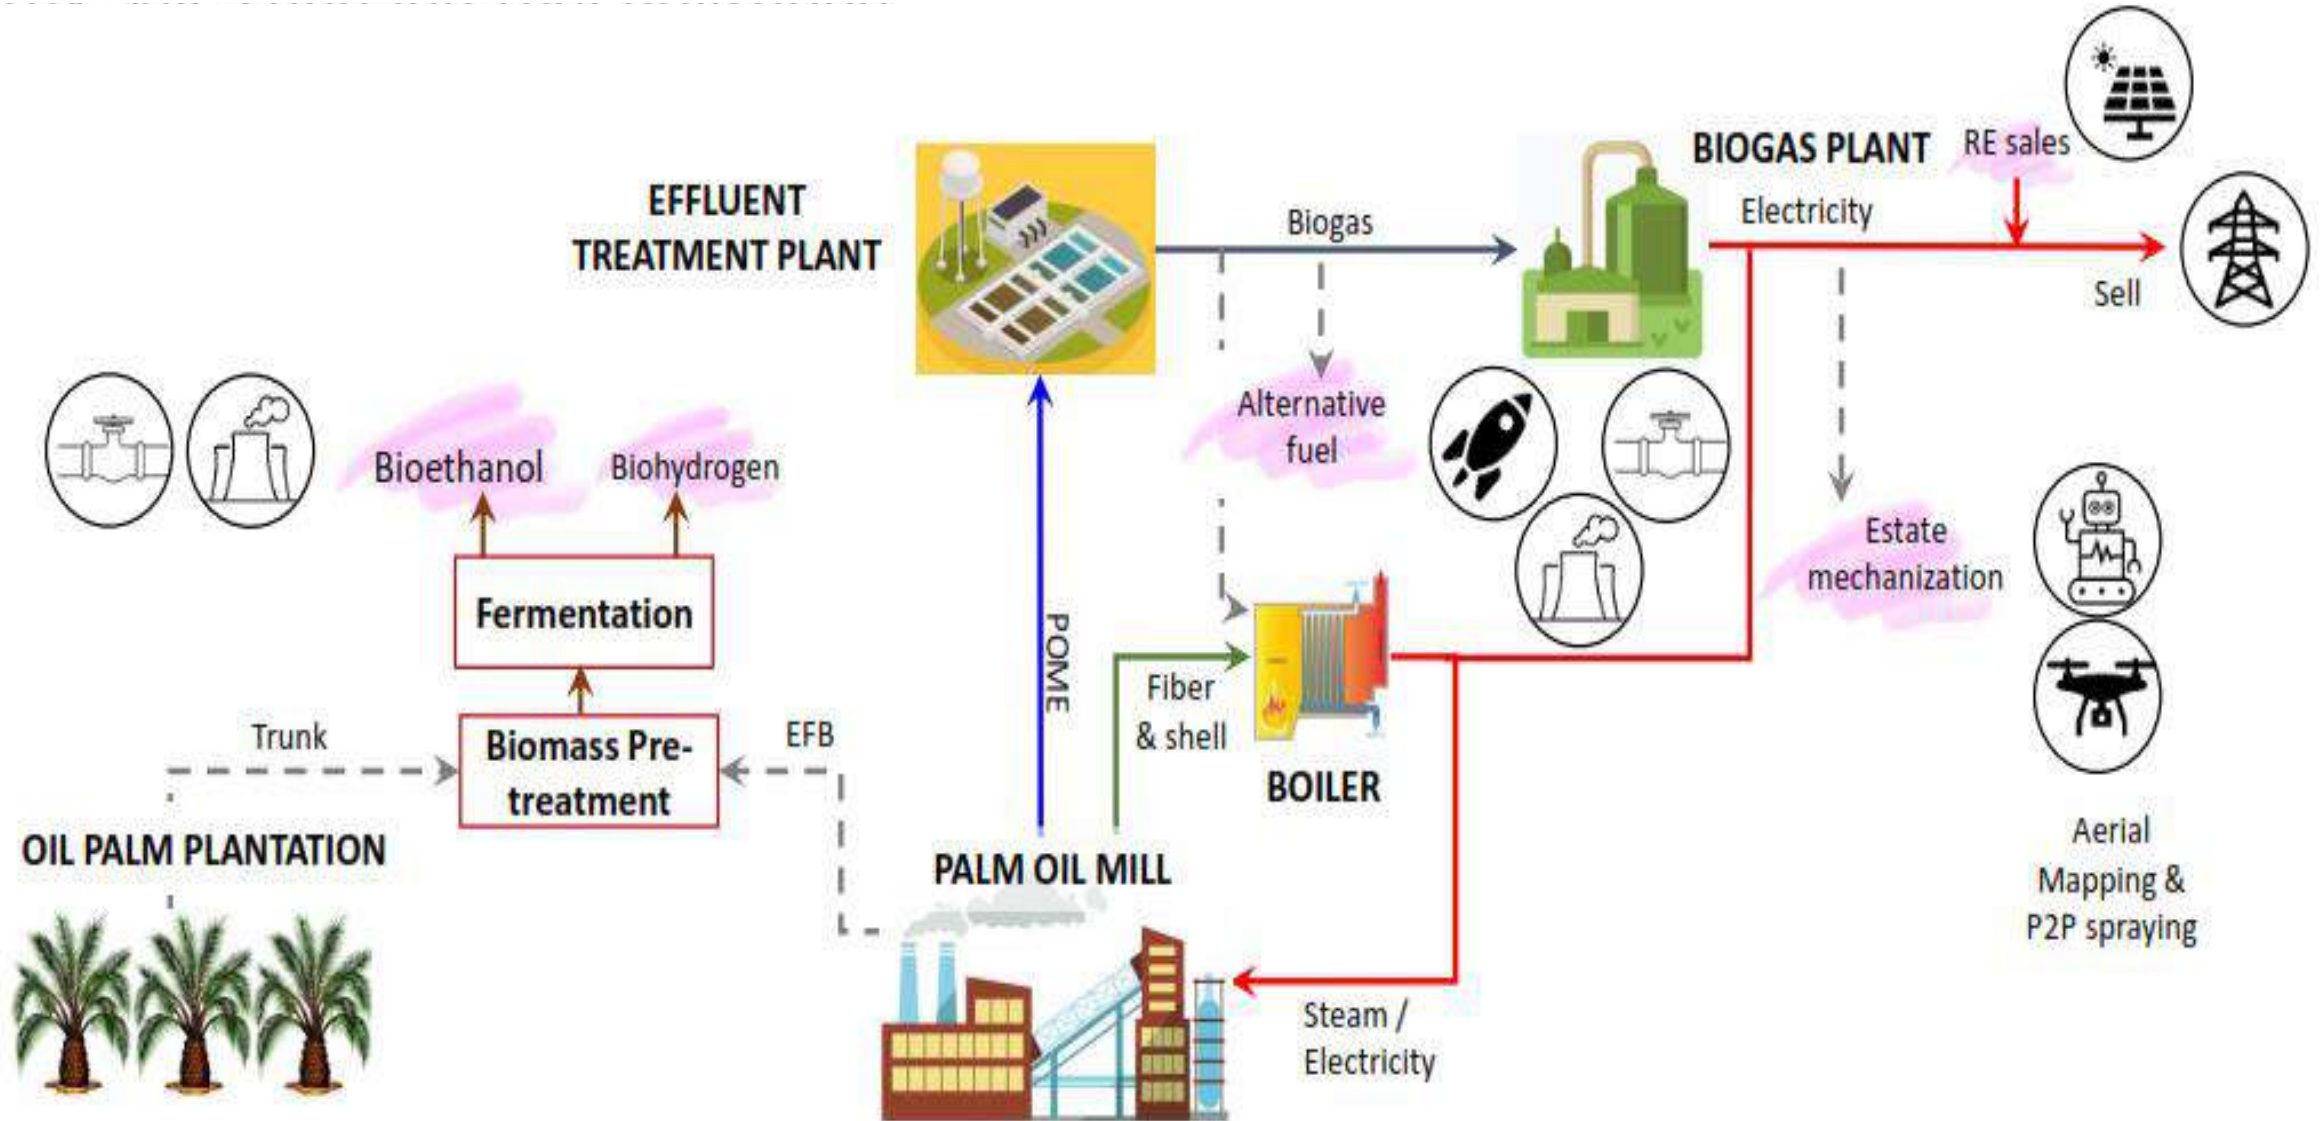 BIOGAS PLANT
RE sales
Electricity
Sell
EFFLUENT
TREATMENT PLANT
Biogas
Alternative
fuel
Bioethanol
Biohydrogen
Estate
mechanization
Fermentation
POME
Fiber
& shell
Trunk
Biomass Pre-
treatment
EFB
BOILER
OIL PALM PLANTATION
PALM OIL MILL
Aerial
Mapping &
P2P spraying
Steam /
Electricity